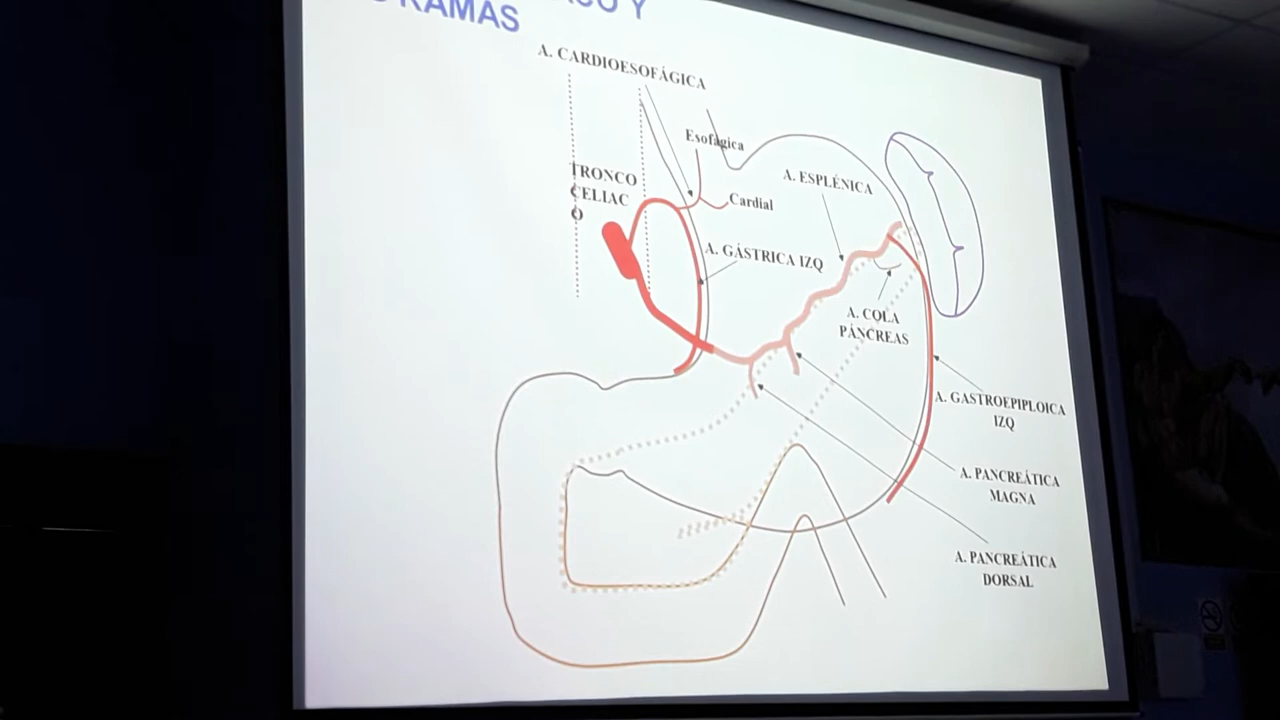 Y
RAMAS
A. CARDIOESOFÁGICA
Esofágica
TRONCO
CELIAC
O
A. ESPLÉNICA
Cardial
A. GÁSTRICA IZQ
A. COLA
PÁNCREAS
A. GASTROEPIPLOICA
IZQ
A. PANCREÁTICA
MAGNA
A. PANCREÁTICA
DORSAL